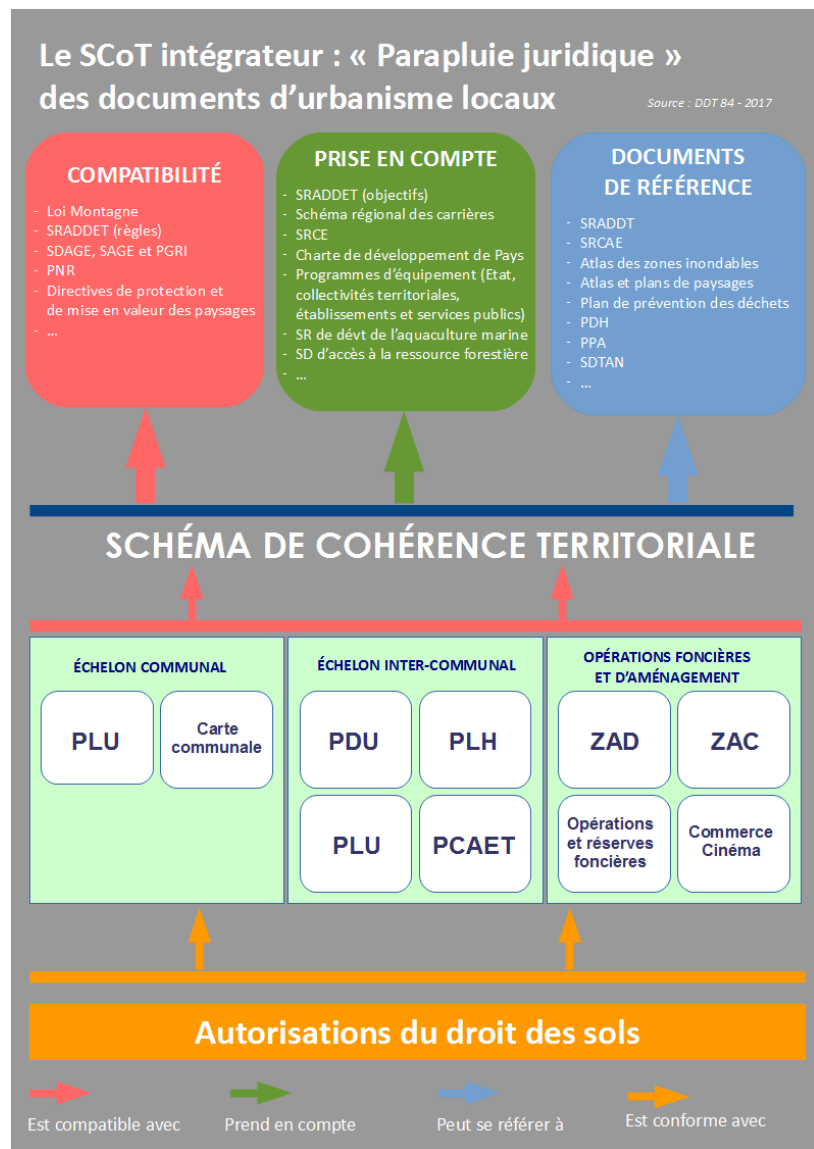 Le SCoT intégrateur : « Parapluie juridique »
des documents d'urbanisme locaux
Source : DDT 84 - 2017
COMPATIBILITÉ
- Loi Montagne
- SRADDET (règles)
- SDAGE, SAGE et PGRI
- PNR
- Directives de protection et
de mise en valeur des paysages
- ...
PRISE EN COMPTE
- SRADDET (objectifs)
- Schéma régional des carrières
- SRCE
- Charte de développement de Pays
- Programmes d'équipement (Etat,
collectivités territoriales,
établissements et services publics)
- SR de dévt de l'aquaculture marine
- SD d'accès à la ressource forestière
- ...
DOCUMENTS
DE RÉFÉRENCE
- SRADDT
- SRCAE
- Atlas des zones inondables
- Atlas et plans de paysages
- Plan de prévention des déchets
- PDH
- PPA
- SDTAN
- ...
SCHÉMA DE COHÉRENCE TERRITORIALE
ÉCHELON COMMUNAL
PLU
Carte
communale
ÉCHELON INTER-COMMUNAL
PDU
PLH
PLU
PCAET
OPÉRATIONS FONCIÈRES
ET D'AMÉNAGEMENT
ZAD
ZAC
Opérations
et réserves
foncières
Commerce
Cinéma
Autorisations du droit des sols
Est compatible avec
Prend en compte
Peut se référer à
Est conforme avec